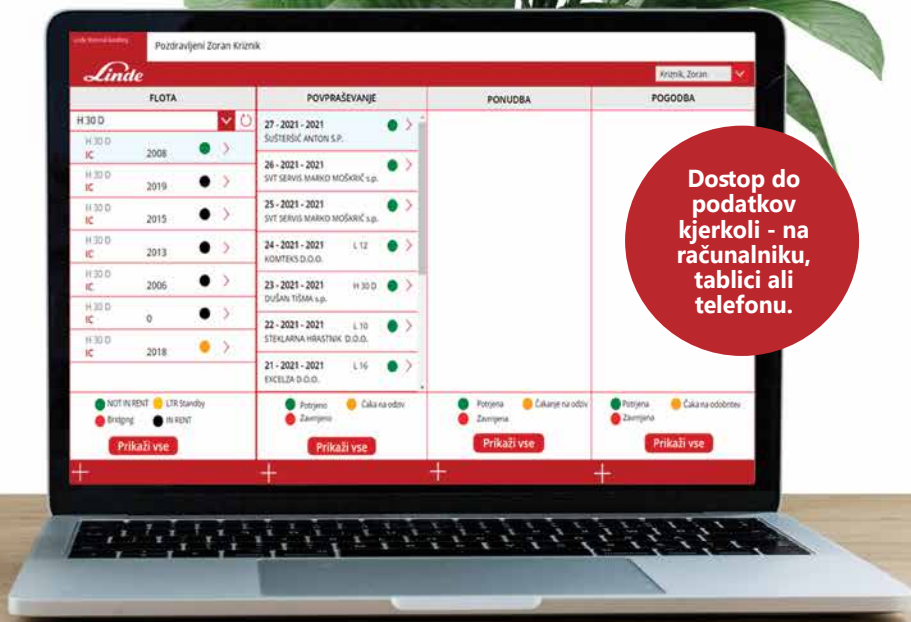 Pozdravljeni Zoran Kriznik
Linde
Kriznik, Zoran
FLOTA
H 30 D
H 30 D
IC 2008
H 30 D
IC 2019
H 30 D
IC 2015
H 30 D
IC 2013
H 30 D
IC 2006
H 30 D
IC 0
H 30 D
IC 2018
NOT IN RENT LTR Standby
Bridging IN RENT
Prikaži vse
POVPRAŠEVANJE
27 - 2021 - 2021
ŠUŠTERŠIČ ANTON S.P.
26 - 2021 - 2021
SVT SERVIS MARKO MOŠKRIČ s.p.
25 - 2021 - 2021
SVT SERVIS MARKO MOŠKRIČ s.p.
24 - 2021 - 2021 L 12
KOMTEKS D.O.O.
23 - 2021 - 2021 H 30 D
DUŠAN TIŠMA s.p.
22 - 2021 - 2021 L 10
STEKLARNA HRASTNIK D.O.O.
21 - 2021 - 2021 L 16
EXCELZA D.O.O.
Potrjeno Čaka na odziv
Zavrnjeno
Prikaži vse
PONUDBA
Potrjena Čakanje na odziv
Zavrnjena
Prikaži vse
POGODBA
Potrjena Čaka na odobritev
Zavrnjeno
Prikaži vse
Dostop do
podatkov
kjerkoli - na
računalniku,
tablici ali
telefonu.